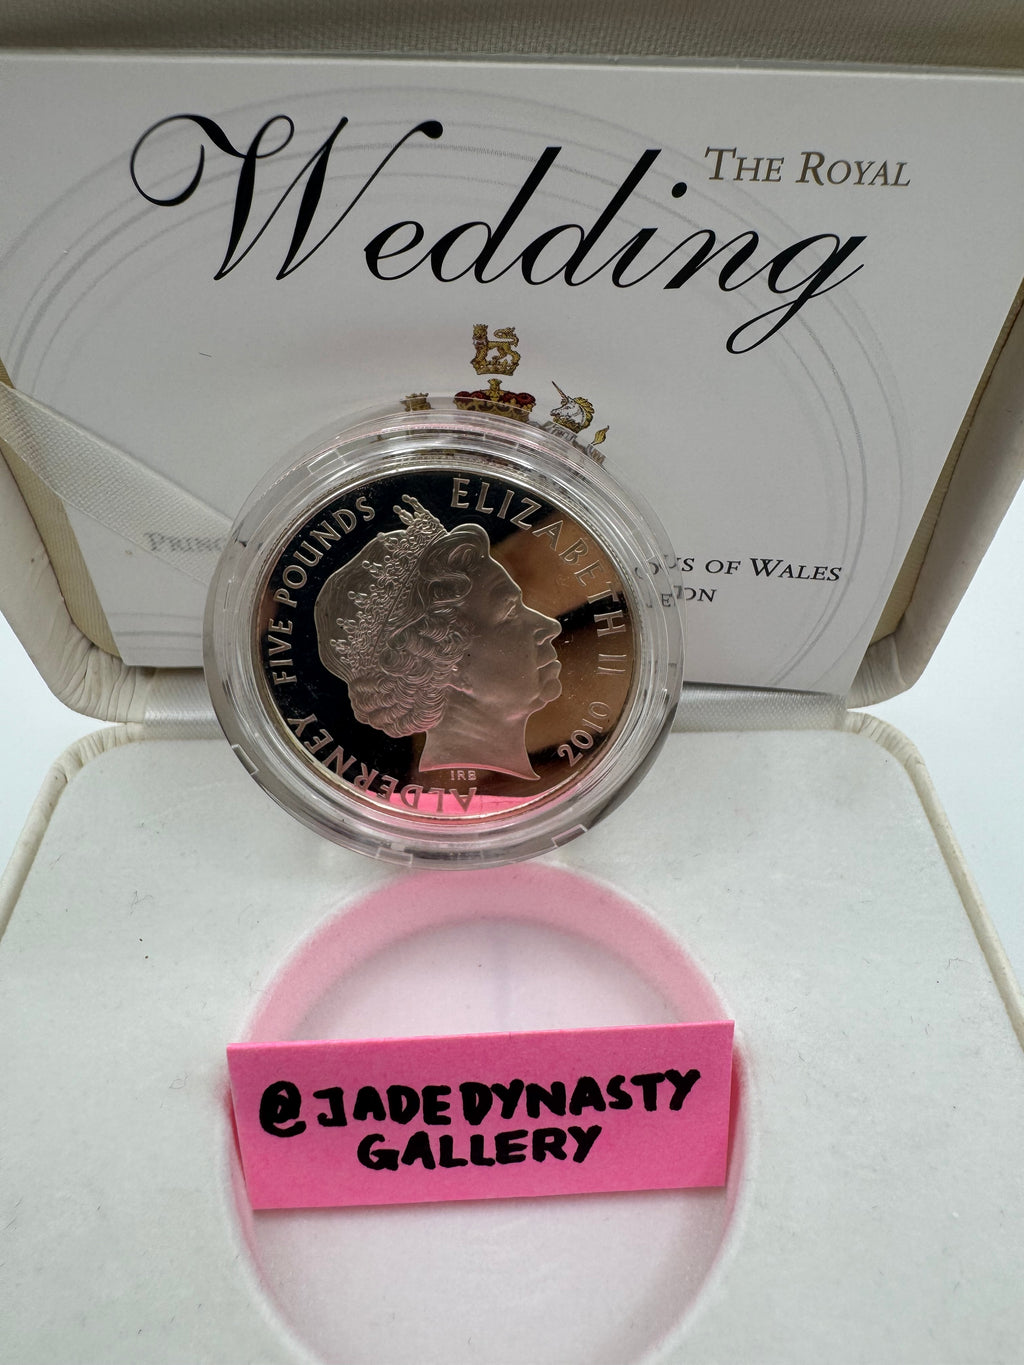 THE ROYAL
Wedding
OF WALES
ELIZABETH II
2010
ALDERNEY FIVE POUNDS
IRB
@JADEDYNASTY
GALLERY